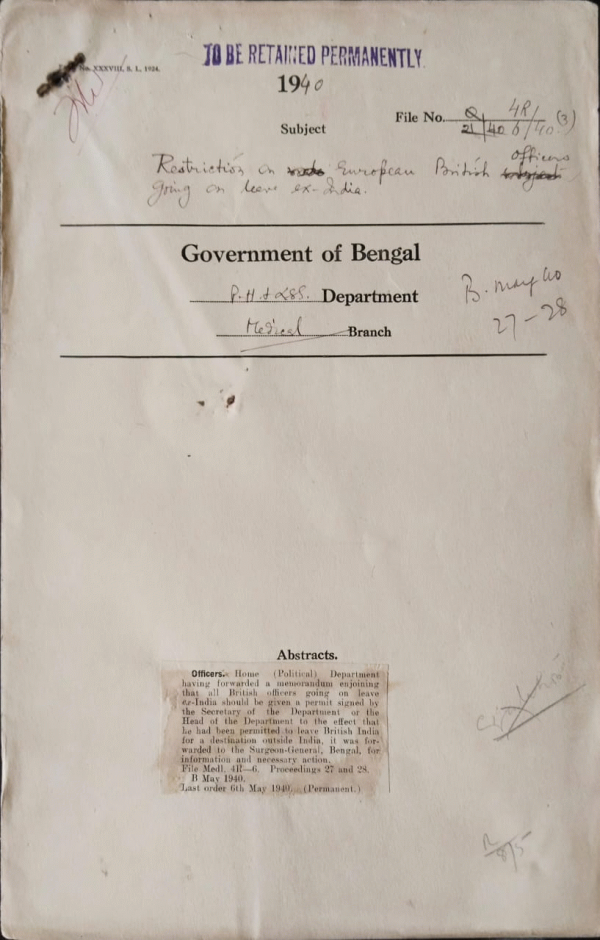 No. XXXVIII, S. I., 1924.
TO BE RETAINED PERMANENTLY.
1940
File No. 4R/
21/40 6/40 (3)
Subject
Restriction on European British officers
going on leave ex-India.
Government of Bengal
P.H. & LSG. Department
Medical Branch
B. May 40
27-28
Abstracts.
Officers. Home (Political) Department
having forwarded a memorandum enjoining
that all British officers going on leave
ex-India should be given a permit signed by
the Secretary of the Department or the
Head of the Department to the effect that
he had been permitted to leave British India
for a destination outside India, it was for-
warded to the Surgeon-General, Bengal, for
information and necessary action.
File Medl. 4R—6. Proceedings 27 and 28.
B May 1940.
Last order 6th May 1940. (Permanent.)